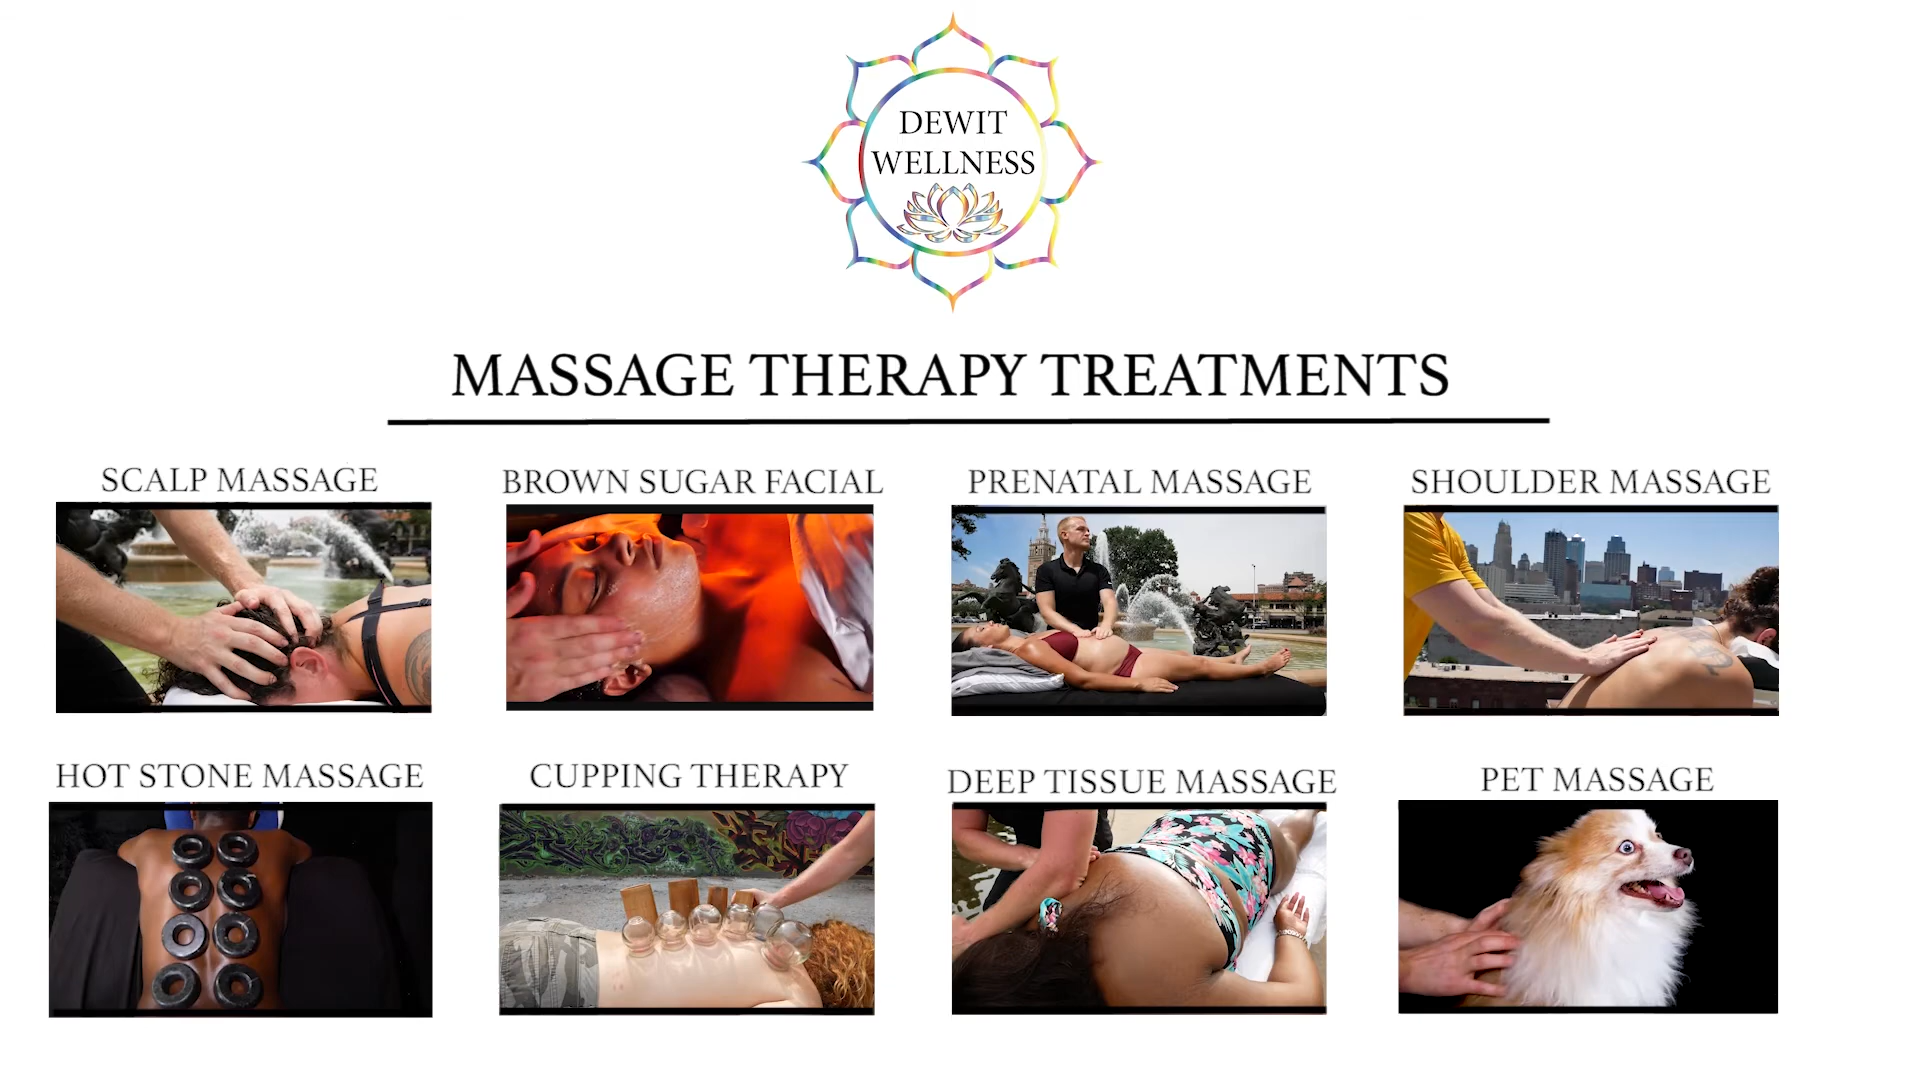 DEWIT
WELLNESS
MASSAGE THERAPY TREATMENTS
SCALP MASSAGE
BROWN SUGAR FACIAL
PRENATAL MASSAGE
SHOULDER MASSAGE
HOT STONE MASSAGE
CUPPING THERAPY
DEEP TISSUE MASSAGE
PET MASSAGE